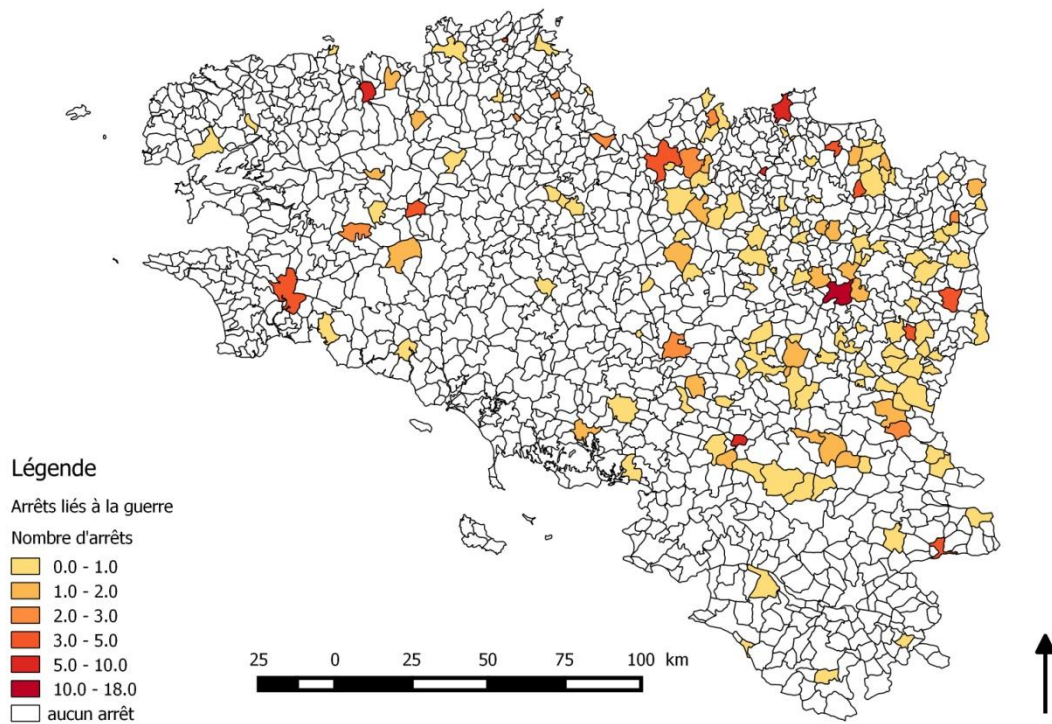 Légende
Arrêts liés à la guerre
Nombre d'arrêts
0.0 - 1.0
1.0 - 2.0
2.0 - 3.0
3.0 - 5.0
5.0 - 10.0
10.0 - 18.0
aucun arrêt
25 0 25 50 75 100 km